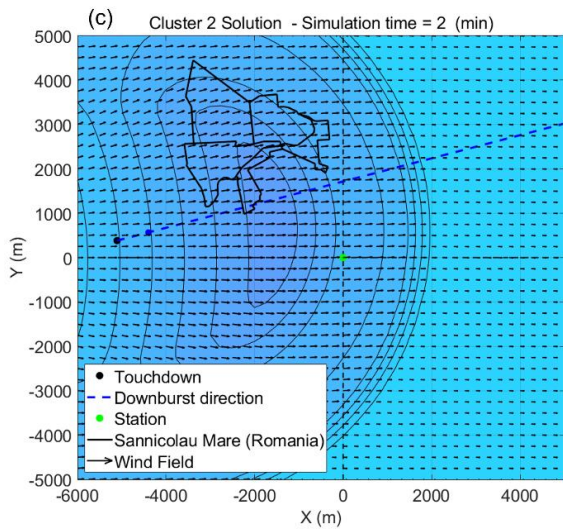 (c)
Cluster 2 Solution - Simulation time = 2 (min)
5000
4000
3000
2000
1000
0
-1000
-2000
-3000
-4000
-5000
Y (m)
Touchdown
Downburst direction
Station
Sannicolau Mare (Romania)
Wind Field
-6000 -4000 -2000 0 2000 4000
X (m)